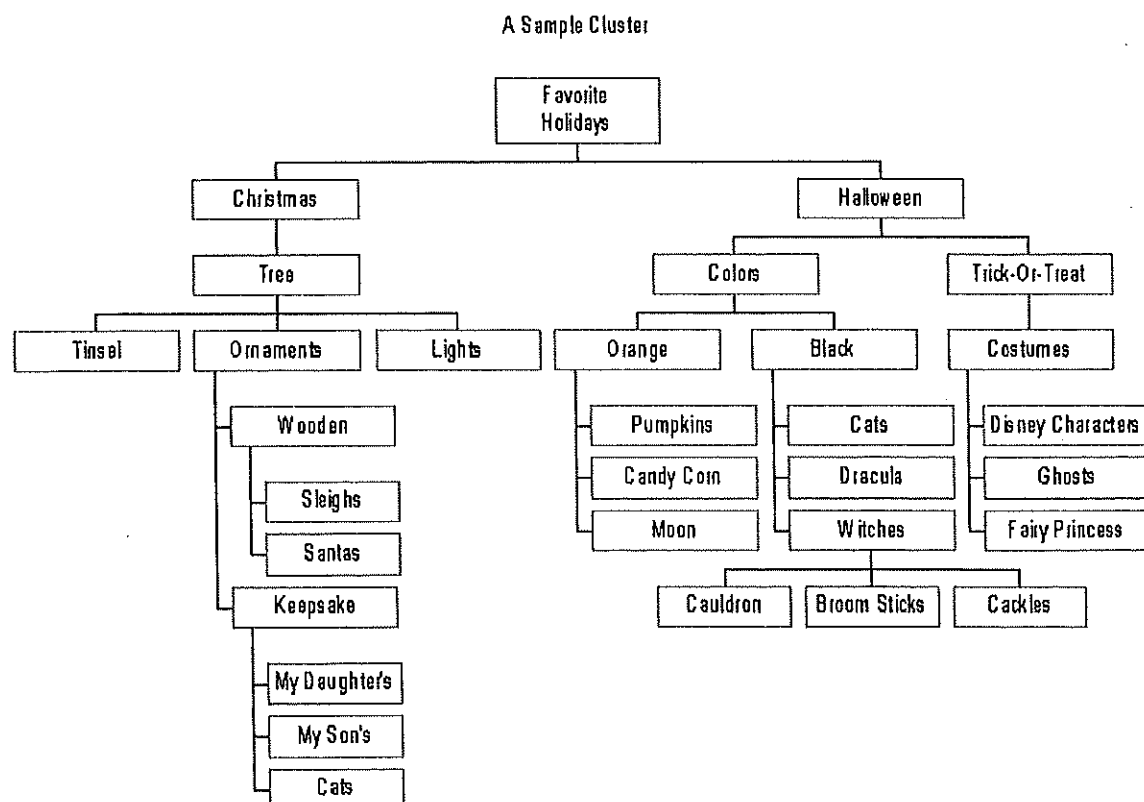 A Sample Cluster
Favorite
Holidays
Christmas
Halloween
Tree
Colors
Trick-Or-Treat
Tinsel
Ornaments
Lights
Orange
Black
Costumes
Wooden
Pumpkins
Cats
Disney Characters
Sleighs
Candy Corn
Dracula
Ghosts
Santas
Moon
Witches
Fairy Princess
Keepsake
Cauldron
Broom Sticks
Cackles
My Daughter's
My Son's
Cats